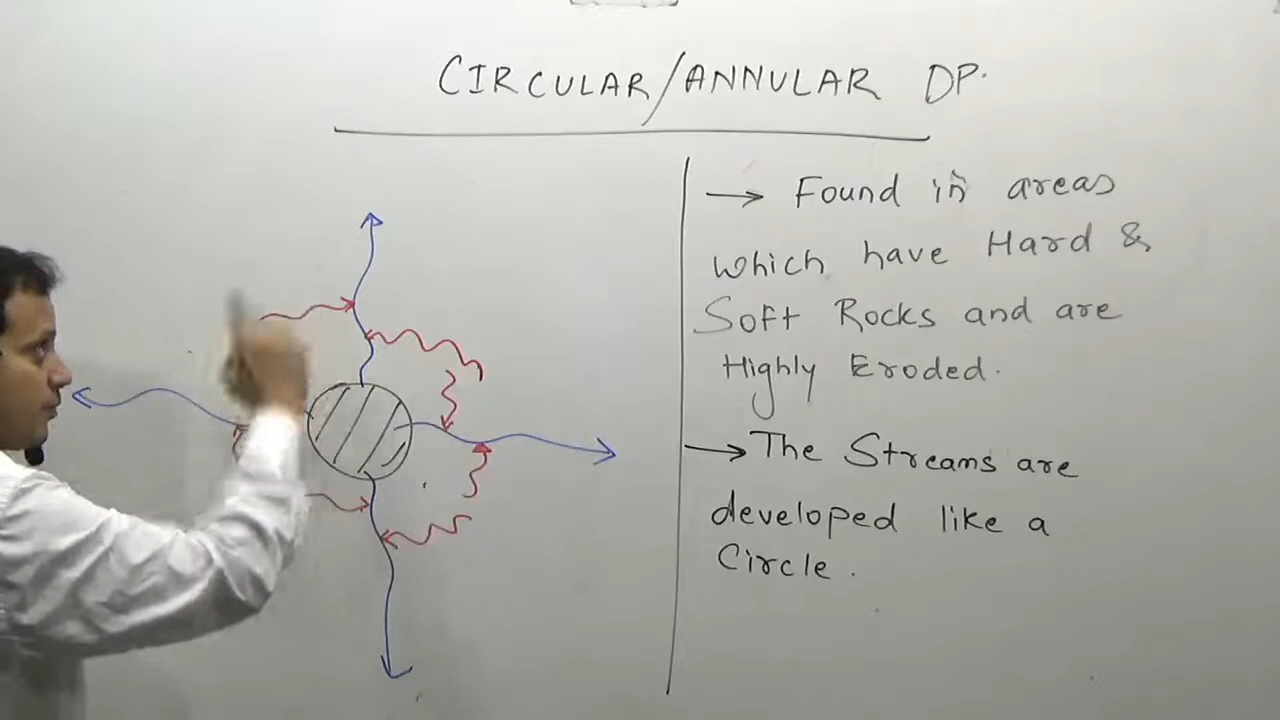 CIRCULAR/ANNULAR DP.
→ Found in areas
which have Hard &
Soft Rocks and are
Highly Eroded.
→ The Streams are
developed like a
Circle.